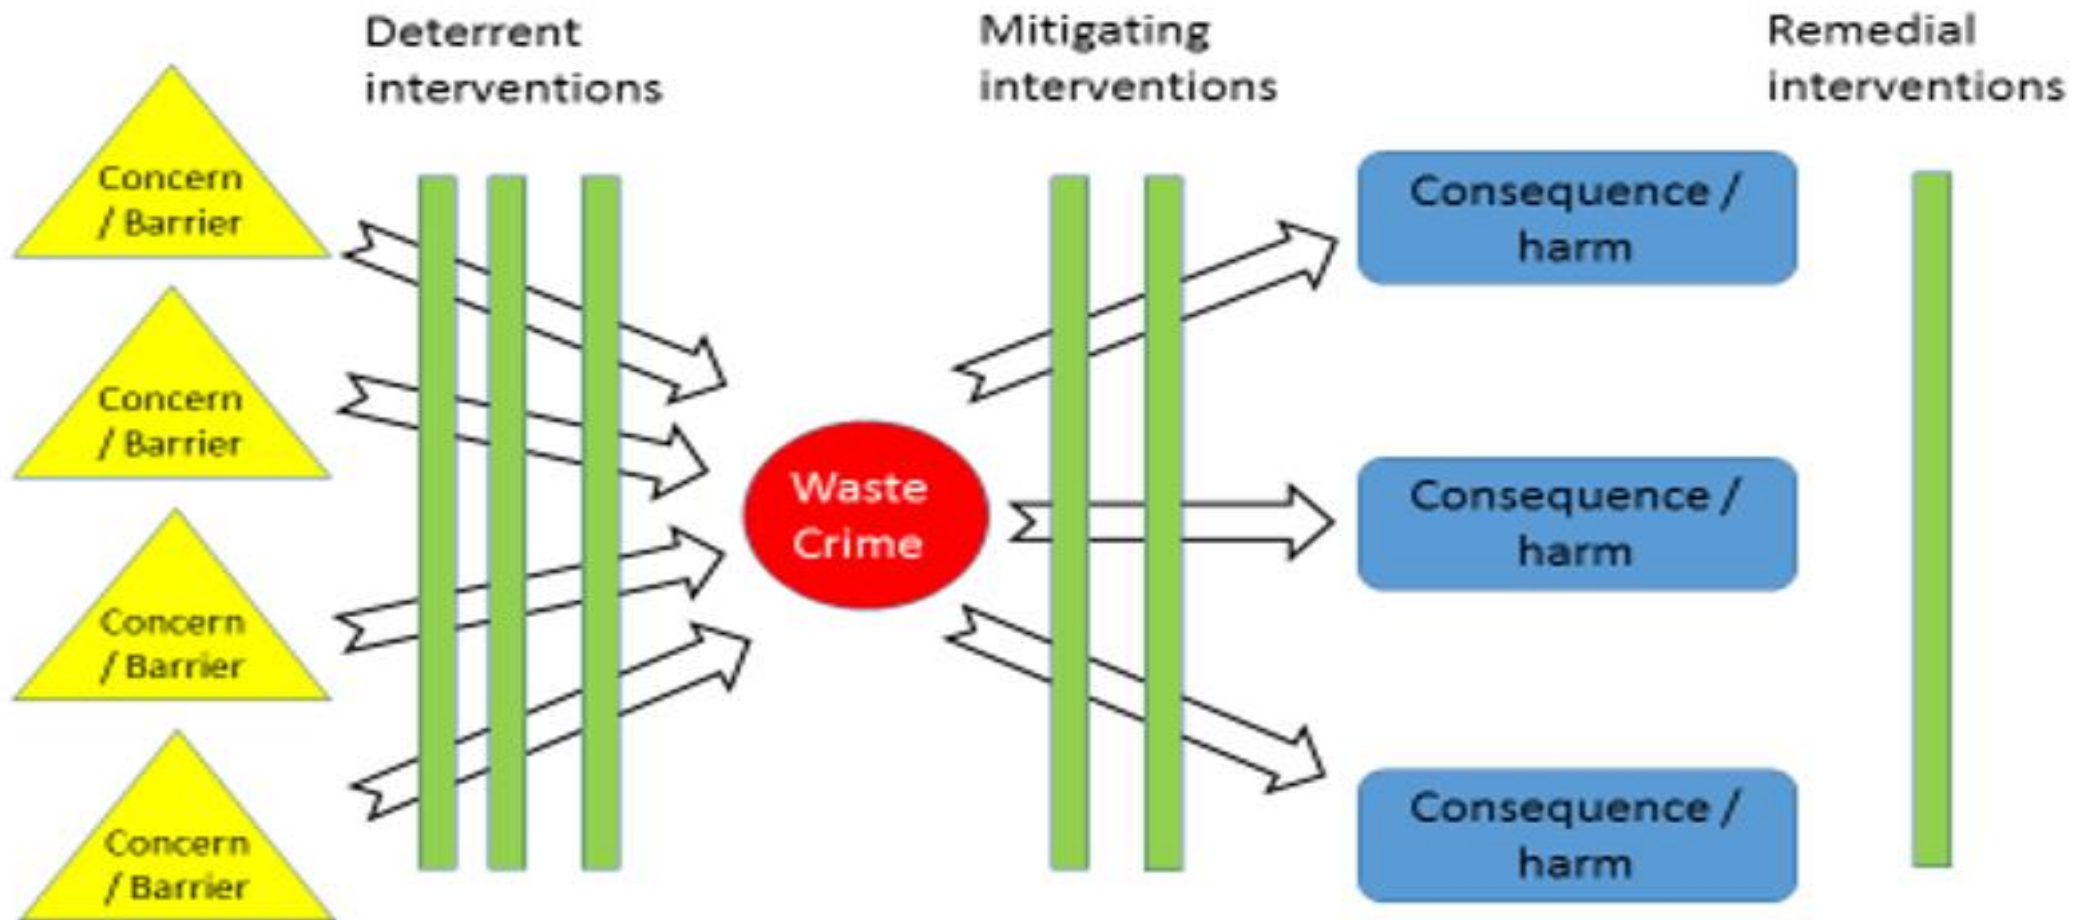 Deterrent
interventions
Mitigating
interventions
Remedial
interventions
Concern
/ Barrier
Concern
/ Barrier
Concern
/ Barrier
Concern
/ Barrier
Waste
Crime
Consequence /
harm
Consequence /
harm
Consequence /
harm